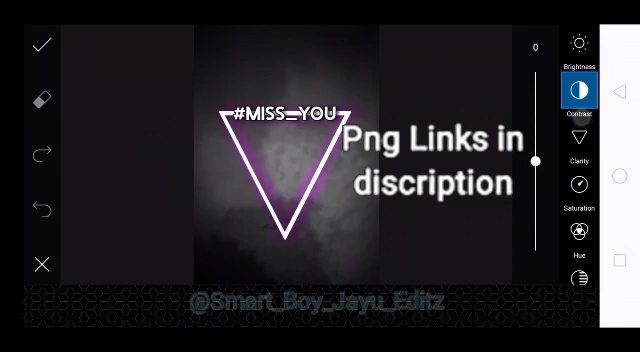 0
Brightness
#MISS_YOU
Contrast
Png Links in
discription
Clarity
Saturation
Hue
@Smart_Boy_Jayu_Editz